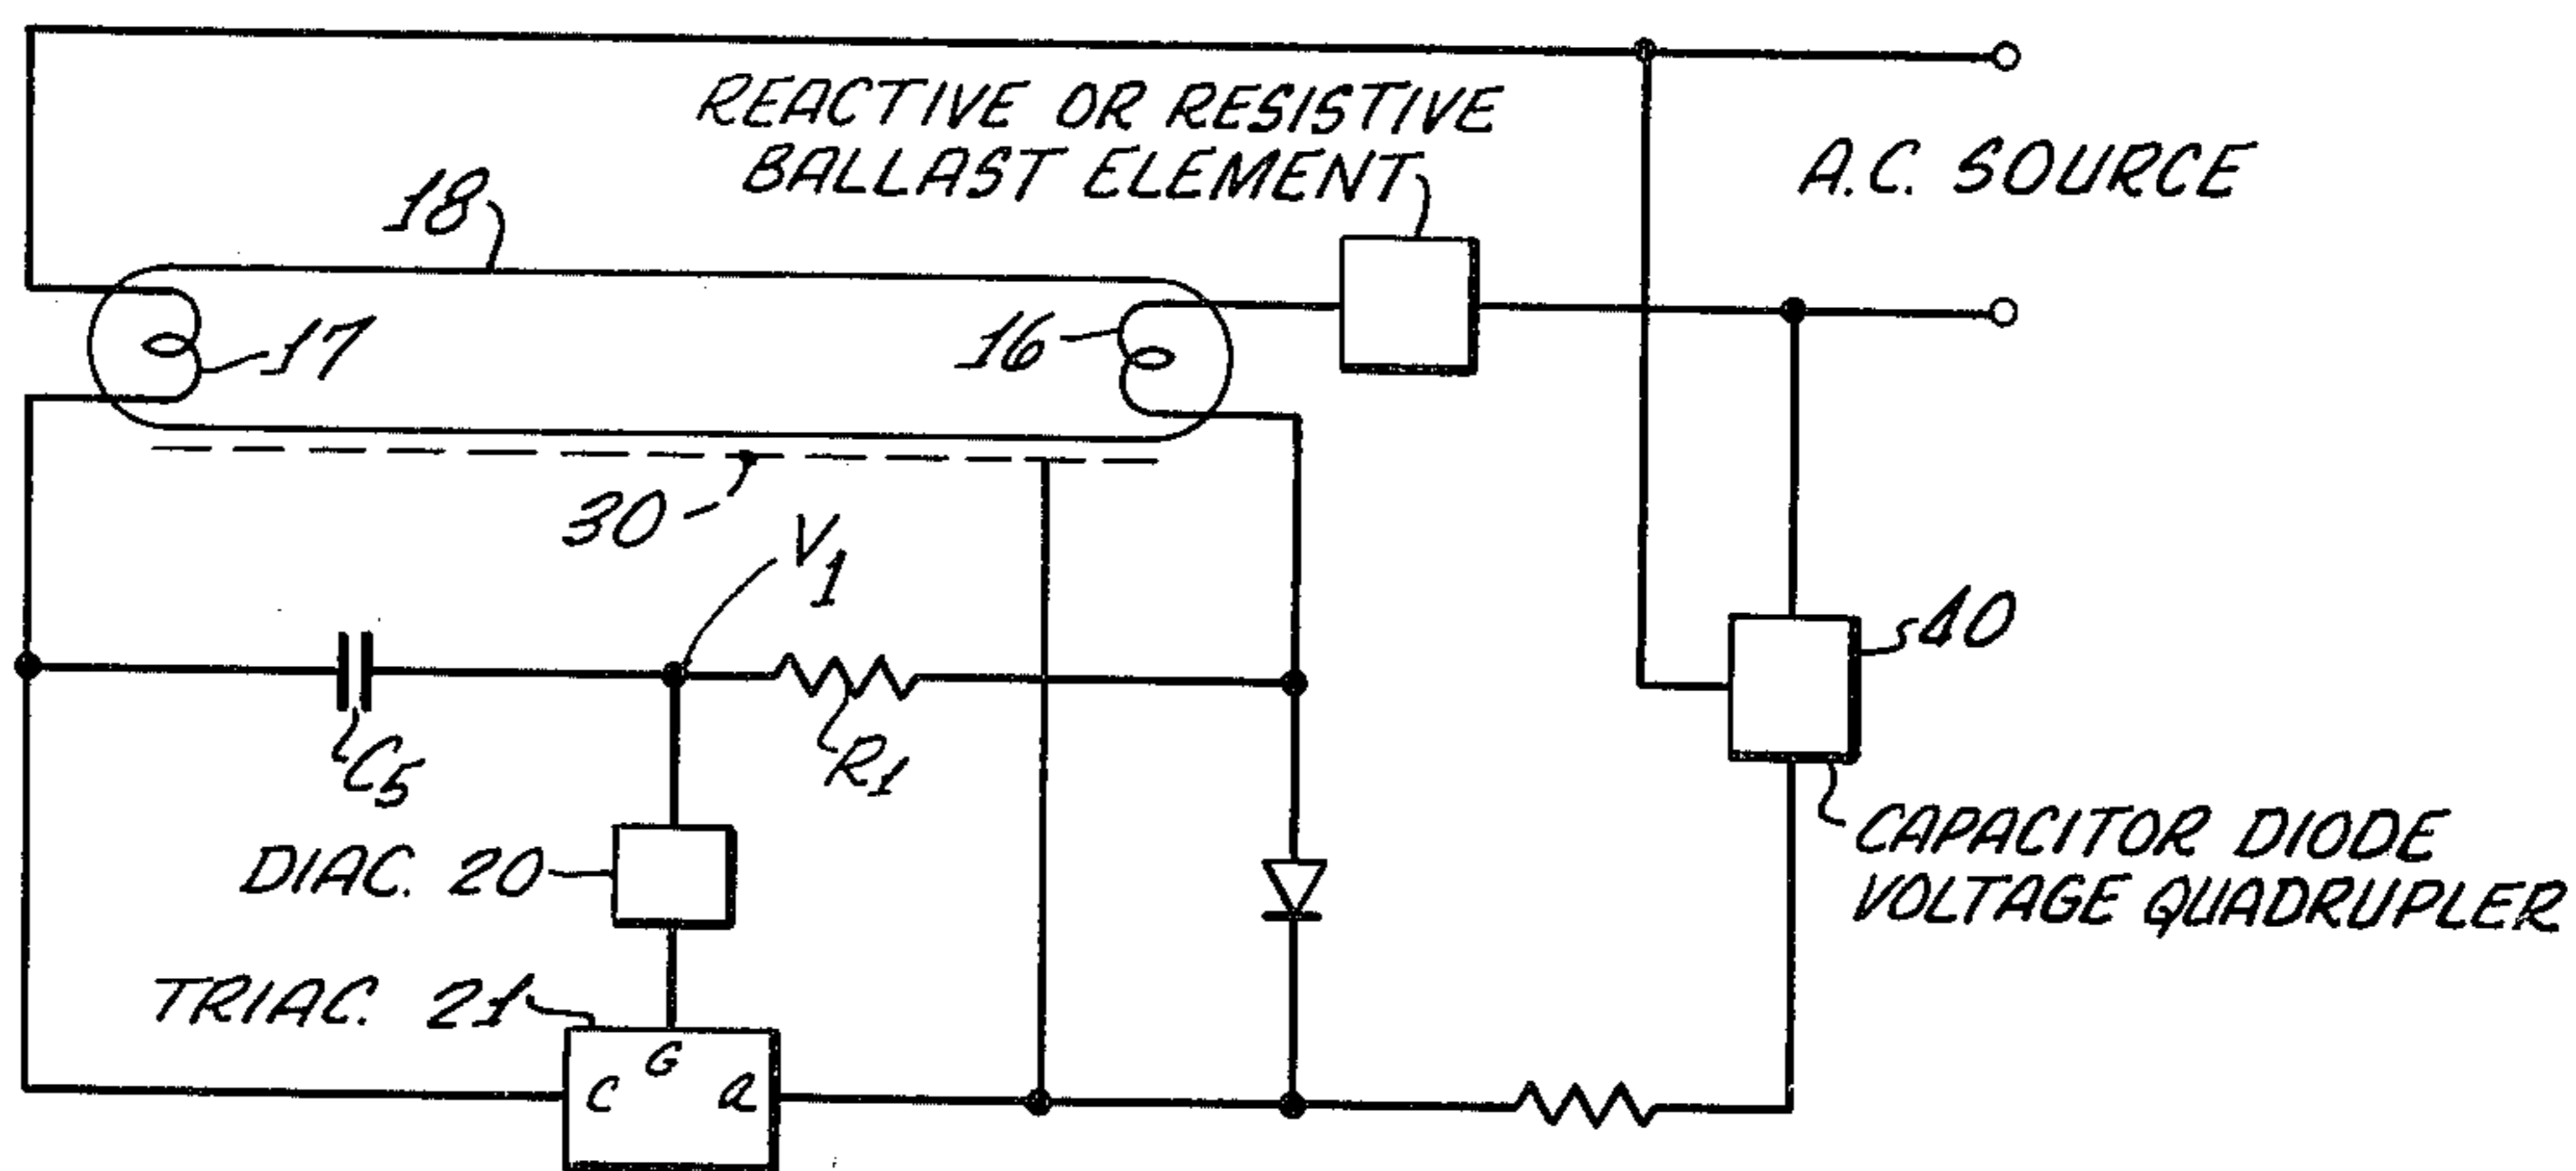 REACTIVE OR RESISTIVE
BALLAST ELEMENT
A.C. SOURCE
18
17
16
30
V1
40
C5
R1
DIAC. 20
CAPACITOR DIODE
VOLTAGE QUADRUPLER
TRIAC. 21
G
C
a